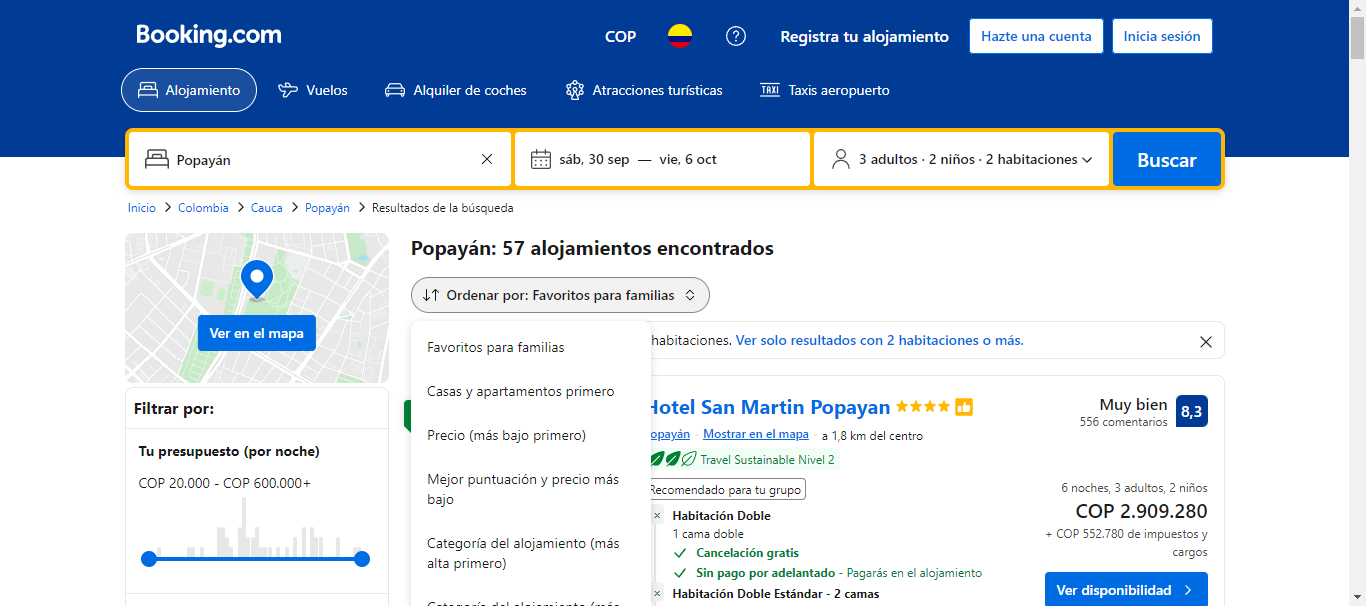 Booking.com
COP
Registra tu alojamiento
Hazte una cuenta
Inicia sesión
Alojamiento
Vuelos
Alquiler de coches
Atracciones turísticas
TAXI
Taxis aeropuerto
Popayán
sáb, 30 sep — vie, 6 oct
3 adultos · 2 niños · 2 habitaciones
Buscar
Inicio > Colombia > Cauca > Popayán > Resultados de la búsqueda
Ver en el mapa
Filtrar por:
Tu presupuesto (por noche)
COP 20.000 - COP 600.000+
Popayán: 57 alojamientos encontrados
Ordenar por: Favoritos para familias
Favoritos para familias
Casas y apartamentos primero
Precio (más bajo primero)
Mejor puntuación y precio más
bajo
Categoría del alojamiento (más
alta primero)
habitaciones. Ver solo resultados con 2 habitaciones o más.
Hotel San Martin Popayan
opayán · Mostrar en el mapa · a 1,8 km del centro
Travel Sustainable Nivel 2
Recomendado para tu grupo
× Habitación Doble
1 cama doble
Cancelación gratis
Sin pago por adelantado - Pagarás en el alojamiento
× Habitación Doble Estándar - 2 camas
Muy bien
556 comentarios
8,3
6 noches, 3 adultos, 2 niños
COP 2.909.280
+ COP 552.780 de impuestos y
cargos
Ver disponibilidad